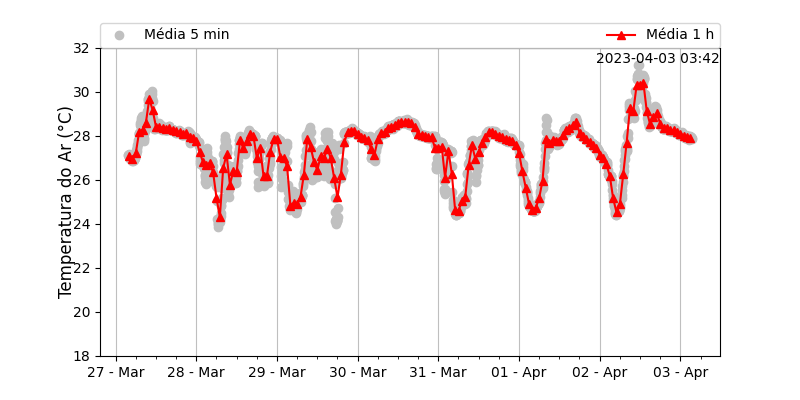 Média 5 min
Média 1 h
2023-04-03 03:42
Temperatura do Ar (°C)
32
30
28
26
24
22
20
18
27 - Mar
28 - Mar
29 - Mar
30 - Mar
31 - Mar
01 - Apr
02 - Apr
03 - Apr